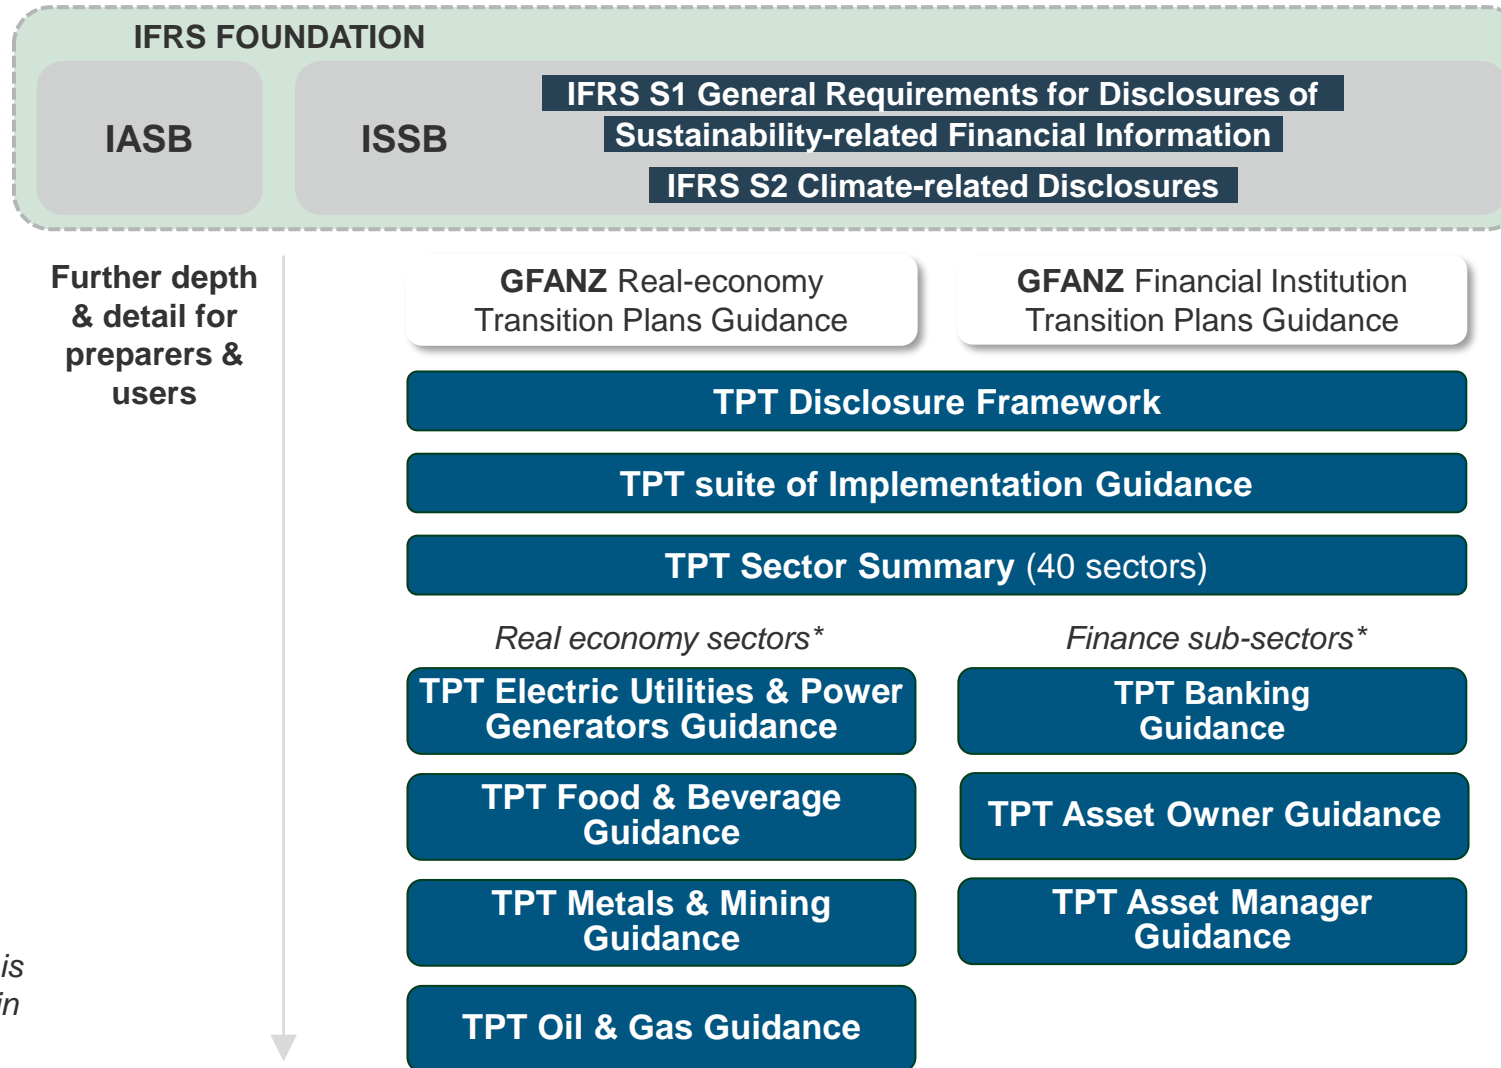 IFRS FOUNDATION
IASB
ISSB
IFRS S1 General Requirements for Disclosures of
Sustainability-related Financial Information
IFRS S2 Climate-related Disclosures
Further depth
& detail for
preparers &
users
GFANZ Real-economy
Transition Plans Guidance
GFANZ Financial Institution
Transition Plans Guidance
TPT Disclosure Framework
TPT suite of Implementation Guidance
TPT Sector Summary (40 sectors)
Real economy sectors*
Finance sub-sectors*
TPT Electric Utilities & Power
Generators Guidance
TPT Banking
Guidance
TPT Food & Beverage
Guidance
TPT Asset Owner Guidance
TPT Metals & Mining
Guidance
TPT Asset Manager
Guidance
TPT Oil & Gas Guidance
is
in